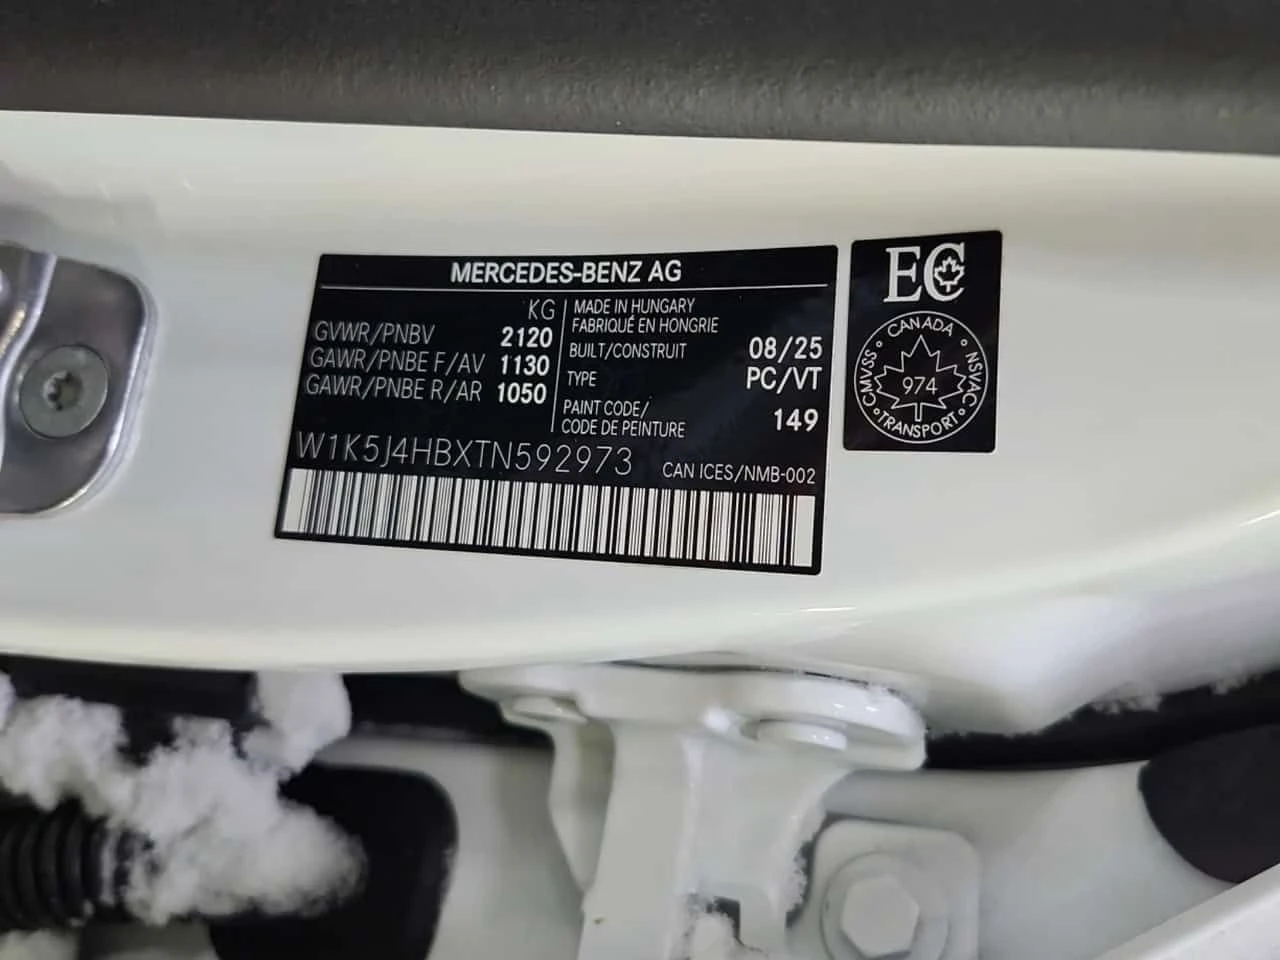 MERCEDES-BENZ AG
KG
GVWR/PNBV 2120
GAWR/PNBE F/AV 1130
GAWR/PNBE R/AR 1050
MADE IN HUNGARY
FABRIQUÉ EN HONGRIE
BUILT/CONSTRUIT 08/25
TYPE PC/VT
PAINT CODE/
CODE DE PEINTURE 149
W1K5J4HBXTN592973
CAN ICES/NMB-002
EC
CANADA
CMVSS
974
NSVAC
TRANSPORT